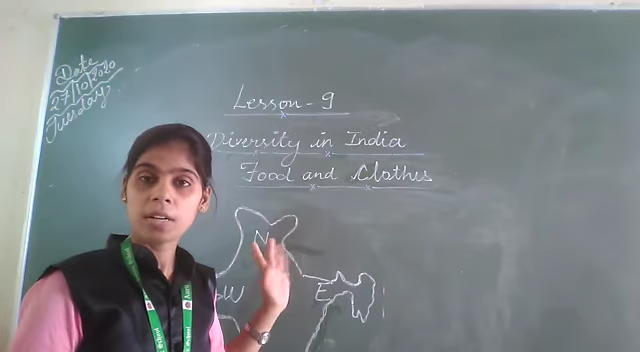 Date
27/10/2020
Tuesday
Lesson - 9
Diversity in India
Food and Clothes
N
W
E